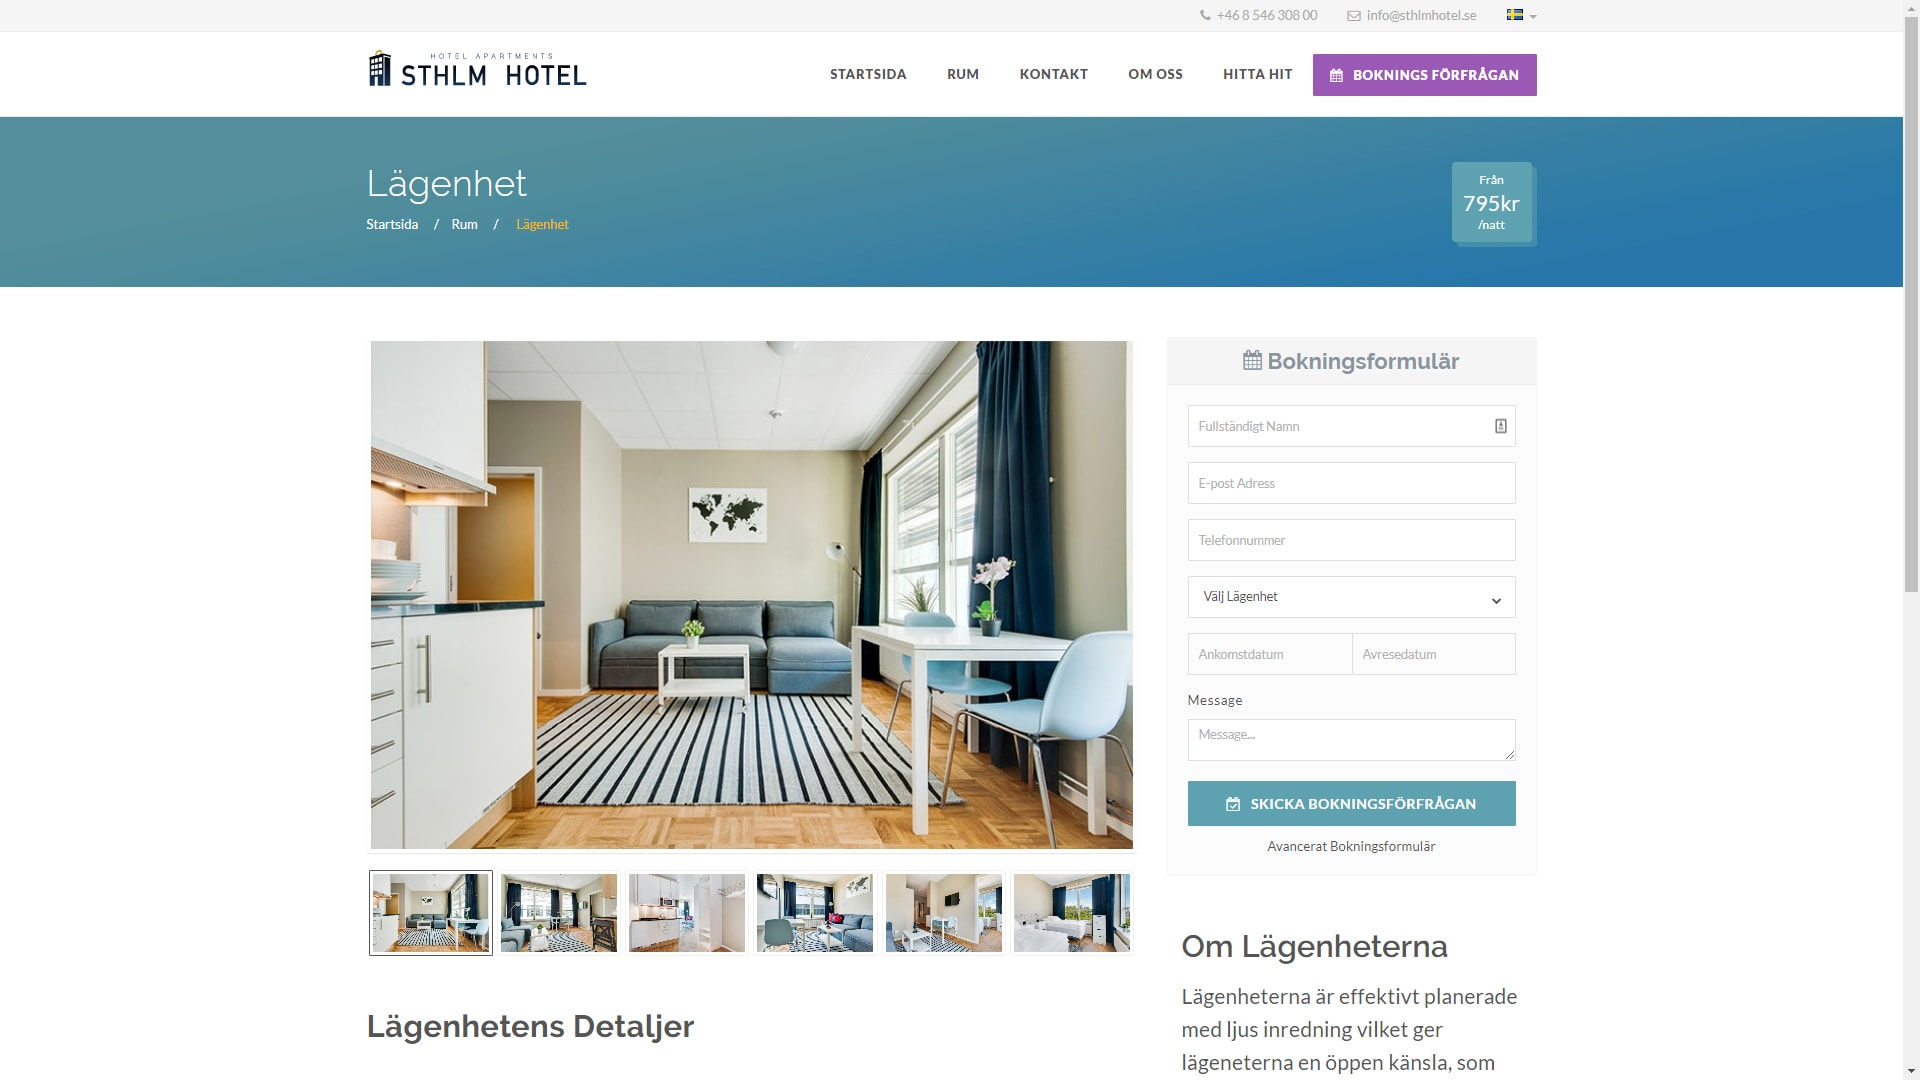 +46 8 546 308 00
info@sthlmhotel.se
HOTEL APARTMENTS
STHLM HOTEL
STARTSIDA
RUM
KONTAKT
OM OSS
HITTA HIT
BOKNINGS FÖRFRÅGAN
Lägenhet
Startsida / Rum / Lägenhet
Från
795kr
/natt
Bokningsformulär
Fullständigt Namn
E-post Adress
Telefonnummer
Välj Lägenhet
Ankomstdatum
Avresedatum
Message
Message...
SKICKA BOKNINGSFÖRFRÅGAN
Avancerat Bokningsformulär
Lägenhetens Detaljer
Om Lägenheterna
Lägenheterna är effektivt planerade
med ljus inredning vilket ger
lägeneterna en öppen känsla, som